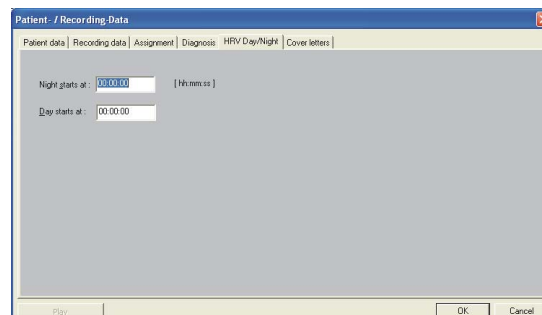 Patient- / Recording-Data
Patient data Recording data Assignment Diagnosis HRV Day/Night Cover letters
Night starts at : 00:00:00 [ hh:mm:ss ]
Day starts at : 00:00:00
Play OK Cancel